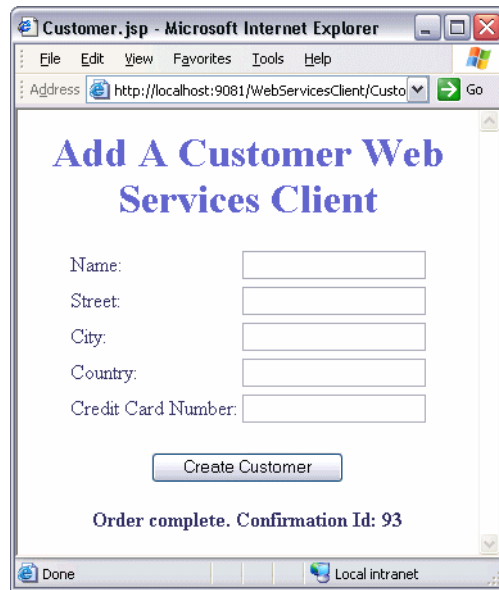 Customer.jsp - Microsoft Internet Explorer
File Edit View Favorites Tools Help
Address http://localhost:9081/WebServicesClient/Custo Go
Add A Customer Web
Services Client
Name:
Street:
City:
Country:
Credit Card Number:
Create Customer
Order complete. Confirmation Id: 93
Done Local intranet